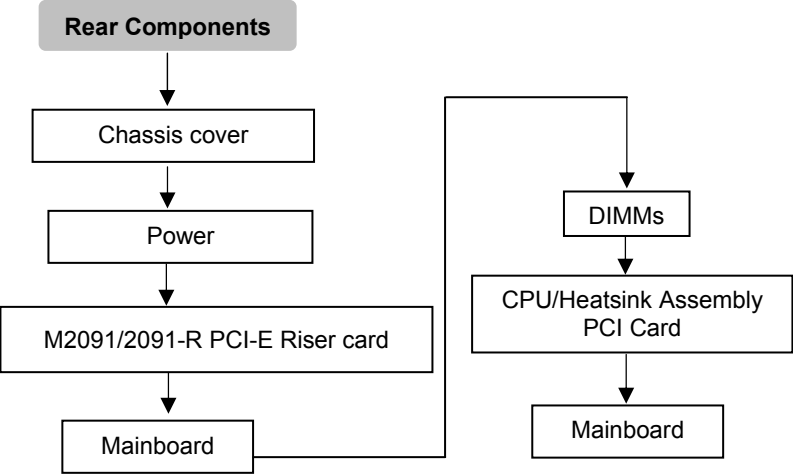 Rear Components
Chassis cover
Power
M2091/2091-R PCI-E Riser card
Mainboard
DIMMs
CPU/Heatsink Assembly
PCI Card
Mainboard